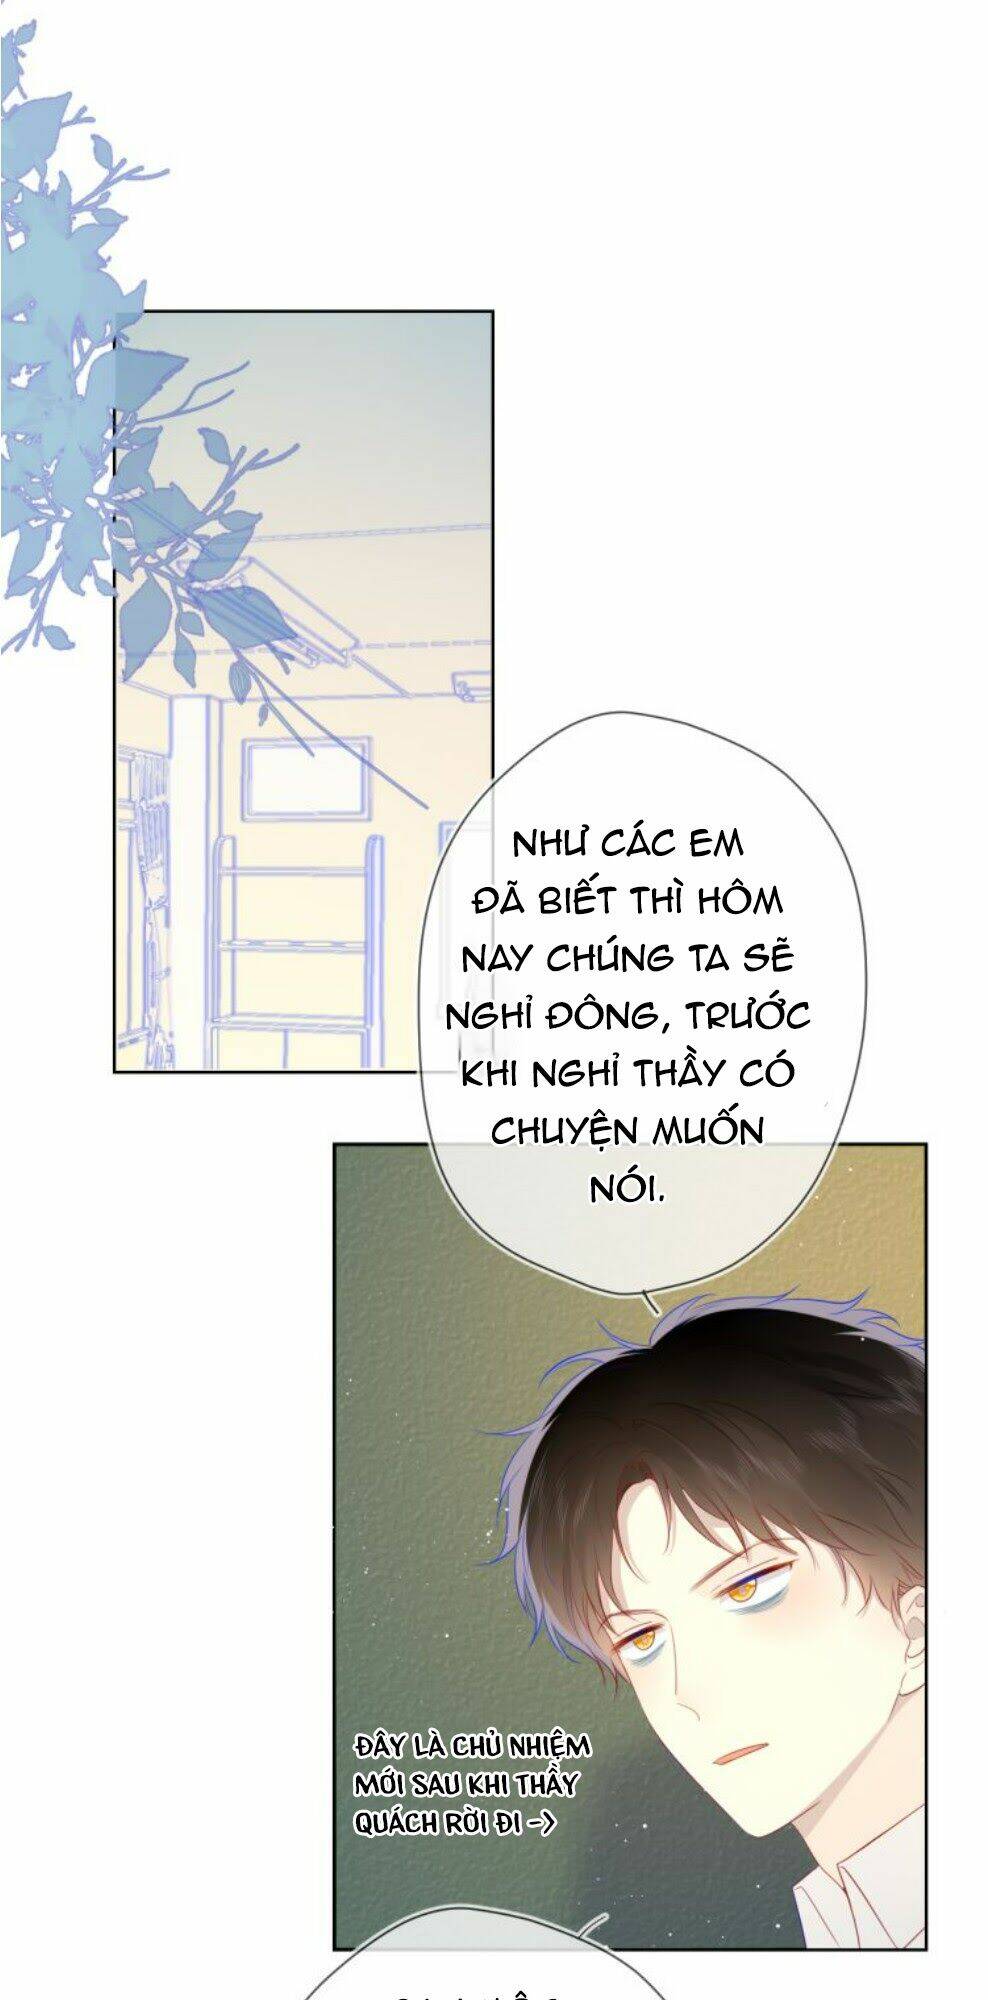 NHƯ CÁC EM
ĐÃ BIẾT THÌ HÔM
NAY CHÚNG TA SẼ
NGHỈ ĐÔNG, TRƯỚC
KHI NGHỈ THẦY CÓ
CHUYỆN MUỐN
NÓI.
ĐÂY LÀ CHỦ NHIỆM
MỚI SAU KHI THẦY
QUÁCH RỜI ĐI ->